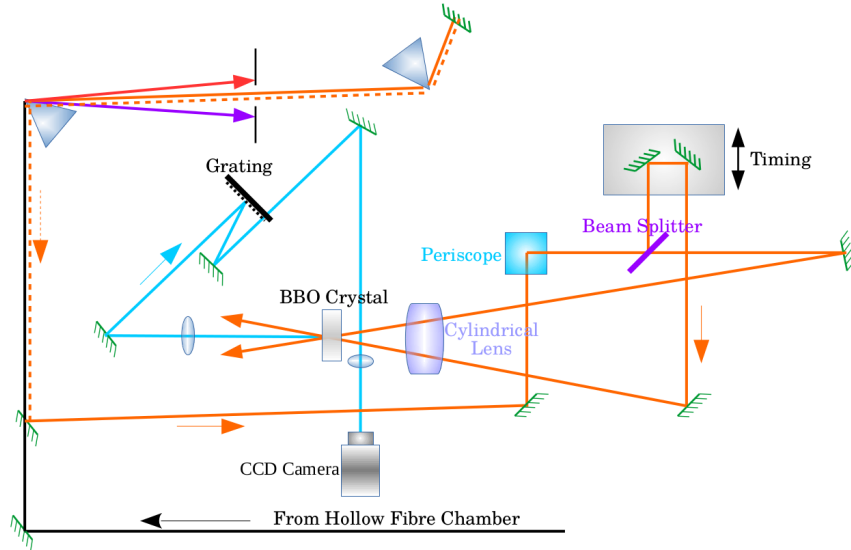 Grating
Timing
Beam Splitter
Periscope
BBO Crystal
Cylindrical
Lens
CCD Camera
From Hollow Fibre Chamber